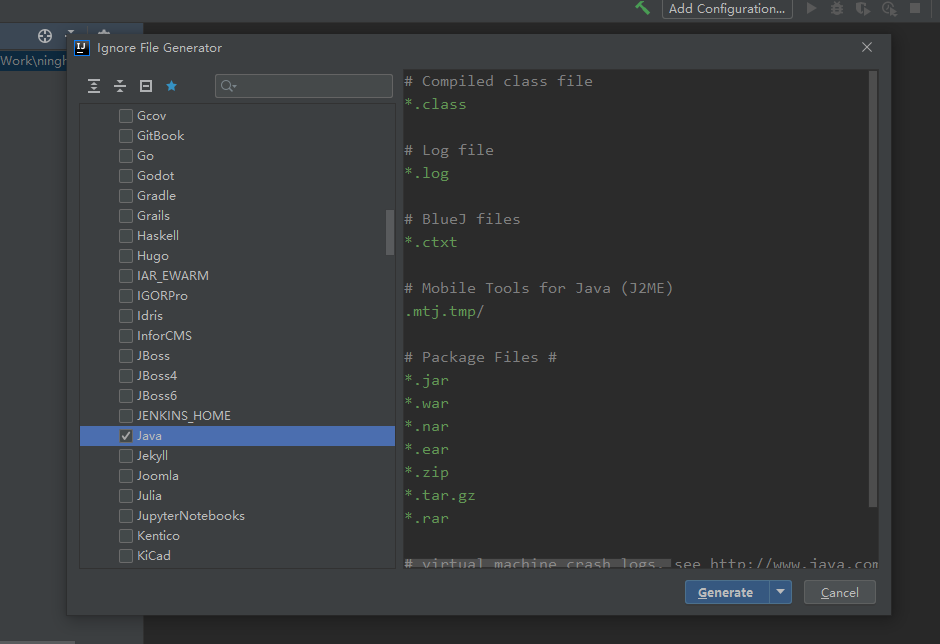 Add Configuration...
Work\ningh
IJ
Ignore File Generator
Gcov
GitBook
Go
Godot
Gradle
Grails
Haskell
Hugo
IAR_EWARM
IGORPro
Idris
InforCMS
JBoss
JBoss4
JBoss6
JENKINS_HOME
Java
Jekyll
Joomla
Julia
JupyterNotebooks
Kentico
KiCad
# Compiled class file
*.class
# Log file
*.log
# BlueJ files
*.ctxt
# Mobile Tools for Java (J2ME)
.mtj.tmp/
# Package Files #
*.jar
*.war
*.nar
*.ear
*.zip
*.tar.gz
*.rar
# virtual machine crash logs, see http://www.java.com
Generate
Cancel